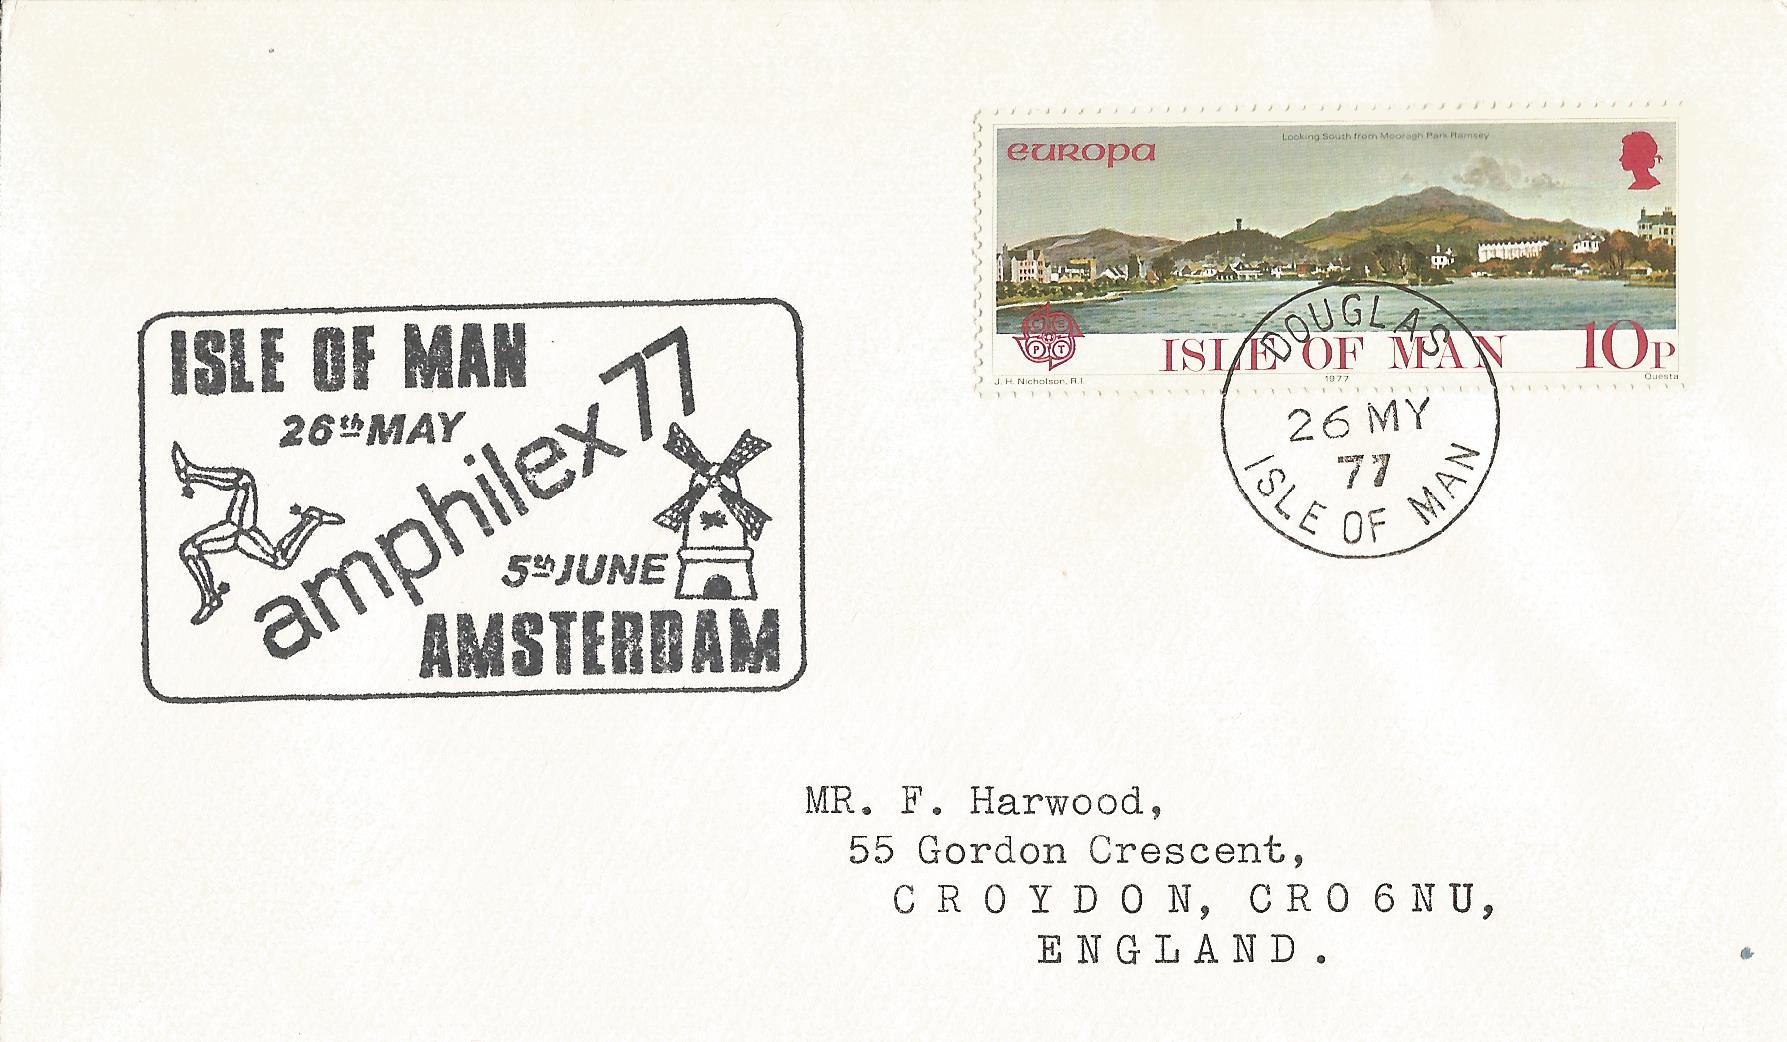 europa
Looking South from Mooragh Park Ramsey
CEPT
ISLE OF MAN 10P
J. H. Nicholson, R.I. 1977 Questa
DOUGLAS
26 MY
77
ISLE OF MAN
ISLE OF MAN
26th MAY
amphilex 77
5th JUNE
AMSTERDAM
MR. F. Harwood,
55 Gordon Crescent,
CROYDON, CRO 6NU,
ENGLAND.